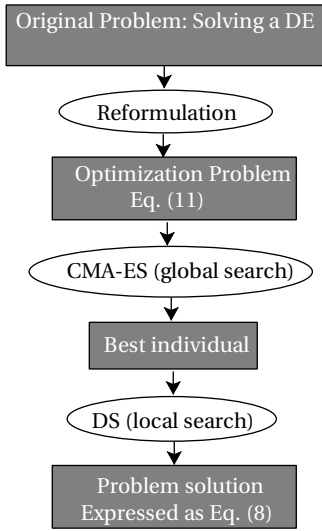 Original Problem: Solving a DE
Reformulation
Optimization Problem
Eq. (11)
CMA-ES (global search)
Best individual
DS (local search)
Problem solution
Expressed as Eq. (8)